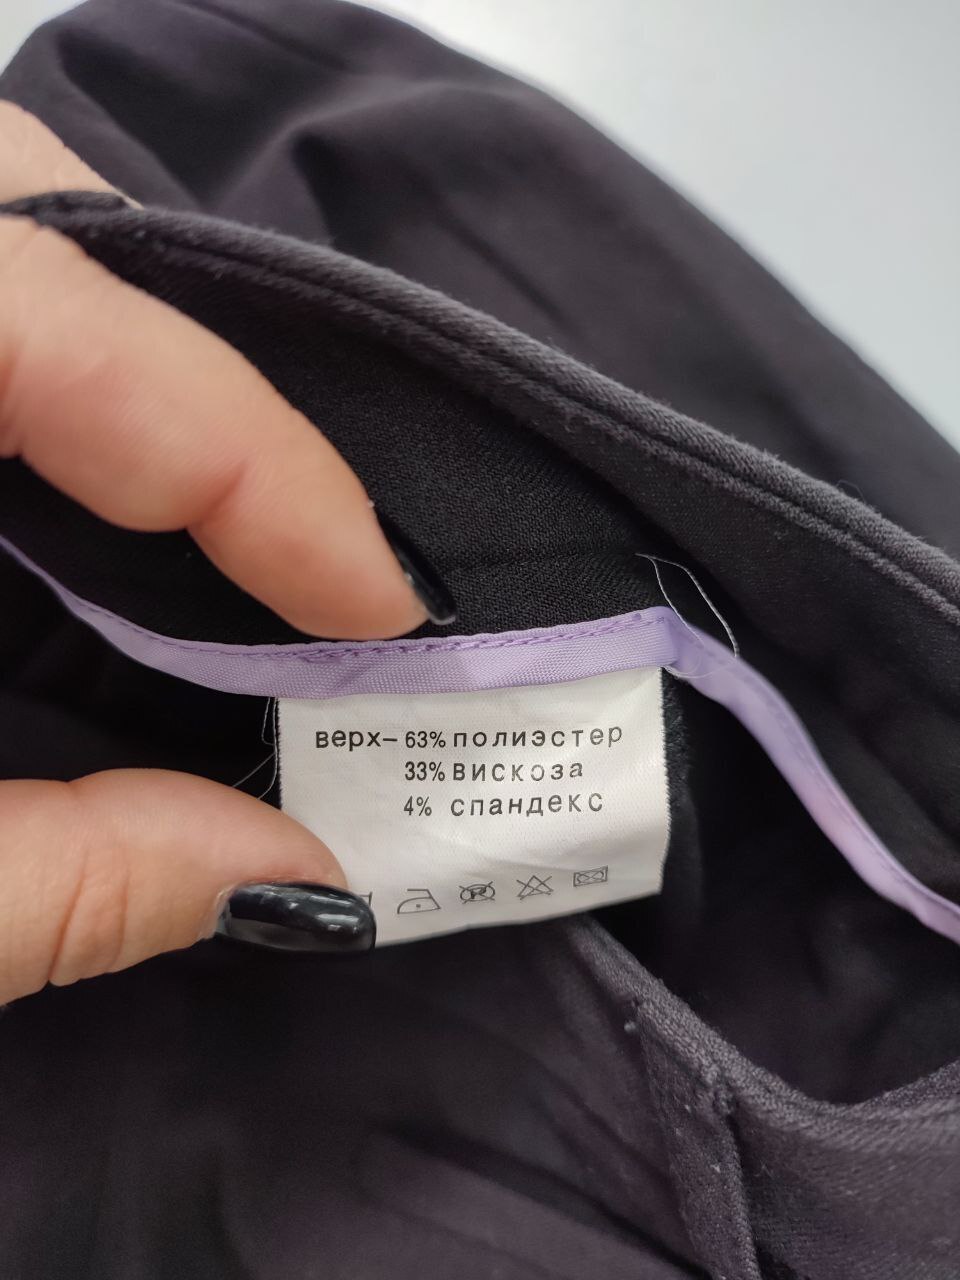 верх– 63% полиэстер
33% вискоза
4% спандекс